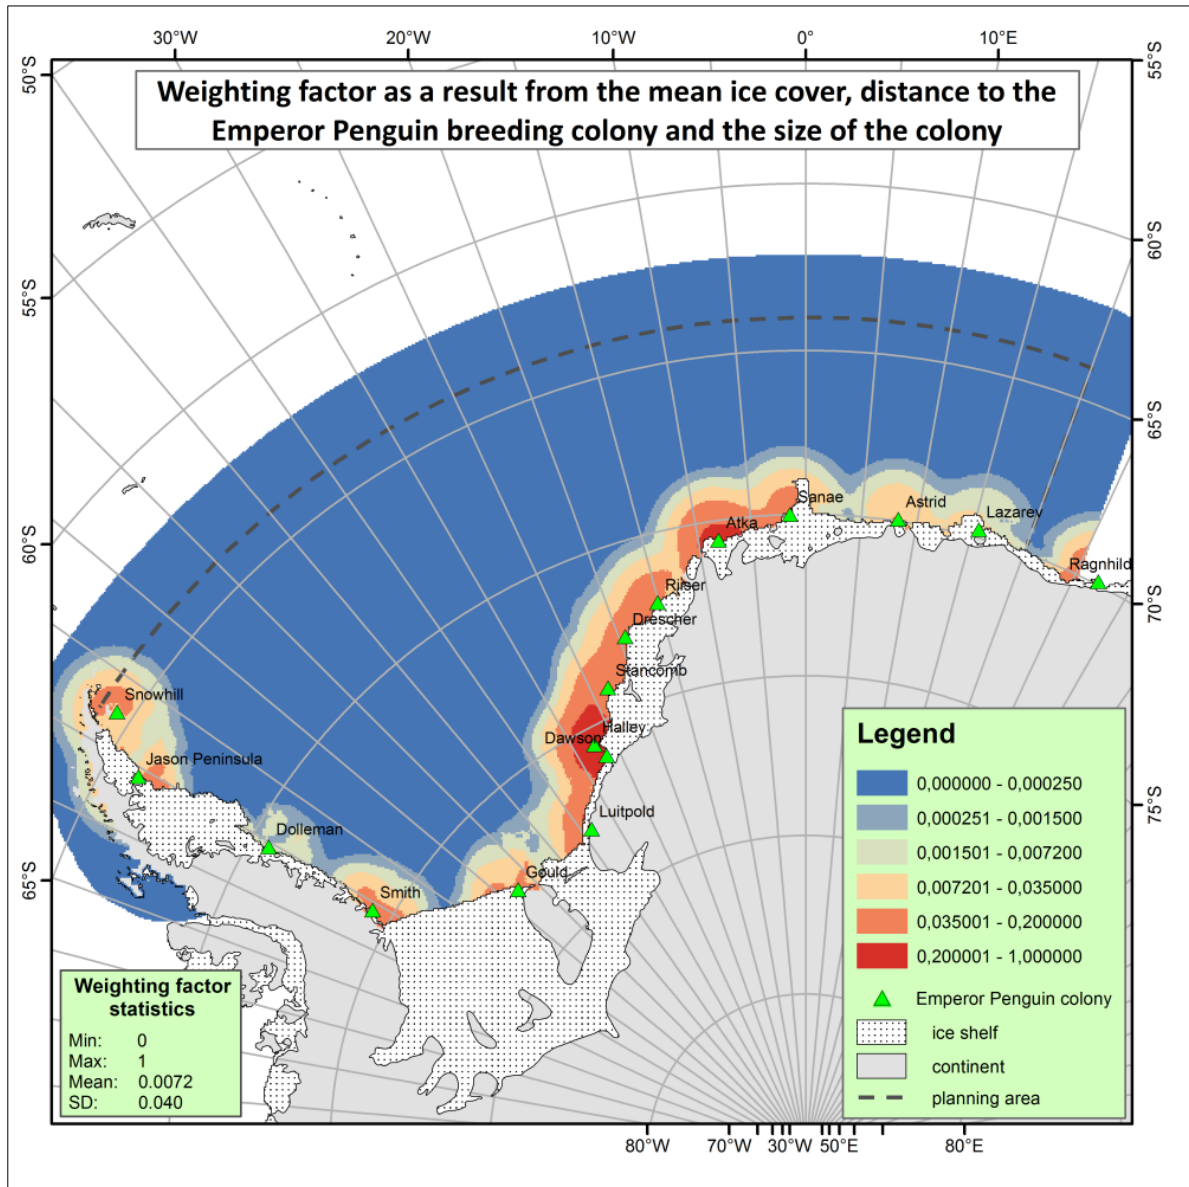 30°W 20°W 10°W 0° 10°E
50°S
55°S
Weighting factor as a result from the mean ice cover, distance to the
Emperor Penguin breeding colony and the size of the colony
60°S
55°S
65°S
Sanae
Astrid
Lazarev
Atka
60°S
Ragnhild
Riiser
70°S
Drescher
Stancomb
Snowhill
Halley
Dawson
Jason Peninsula
75°S
Luitpold
Dolleman
Gould
65°S
Smith
Legend
0,000000 - 0,000250
0,000251 - 0,001500
0,001501 - 0,007200
0,007201 - 0,035000
0,035001 - 0,200000
0,200001 - 1,000000
Emperor Penguin colony
ice shelf
continent
planning area
Weighting factor
statistics
Min: 0
Max: 1
Mean: 0.0072
SD: 0.040
80°W 70°W 30°W 50°E 80°E